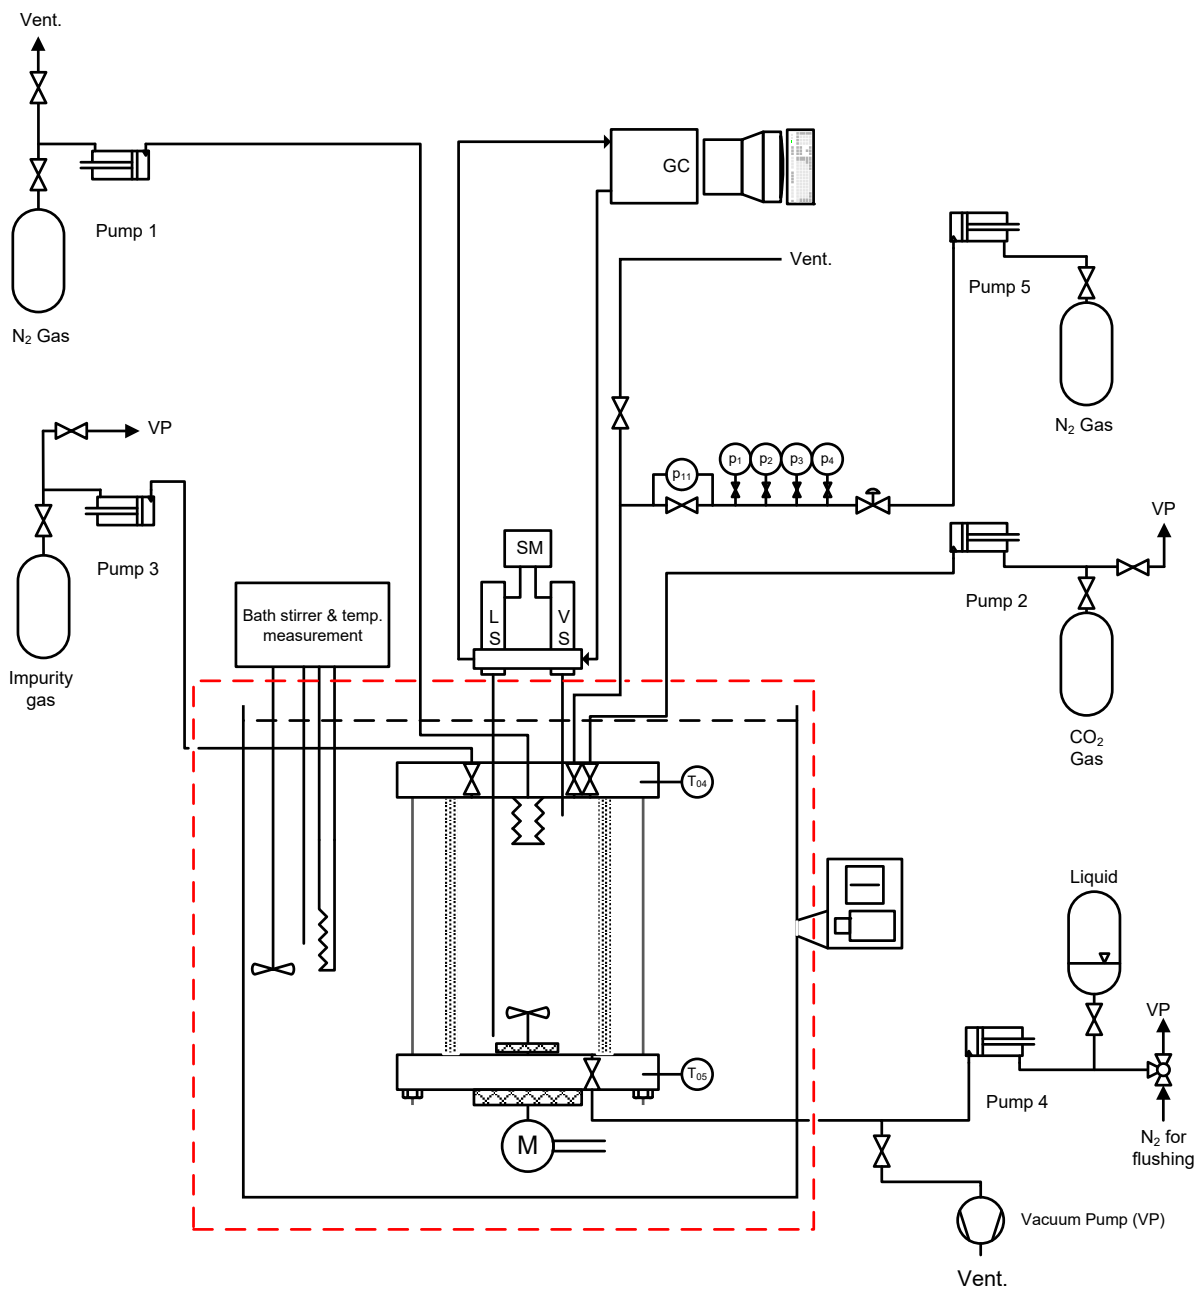 Vent.
GC
Pump 1
Vent.
Pump 5
N₂ Gas
N₂ Gas
VP
p₁ p₂ p₃ p₄
p₁₁
VP
SM
Pump 3
Pump 2
Bath stirrer & temp.
measurement
L
S
V
S
Impurity
gas
CO₂
Gas
T₀₄
Liquid
VP
T₀₅
Pump 4
M
N₂ for
flushing
Vacuum Pump (VP)
Vent.